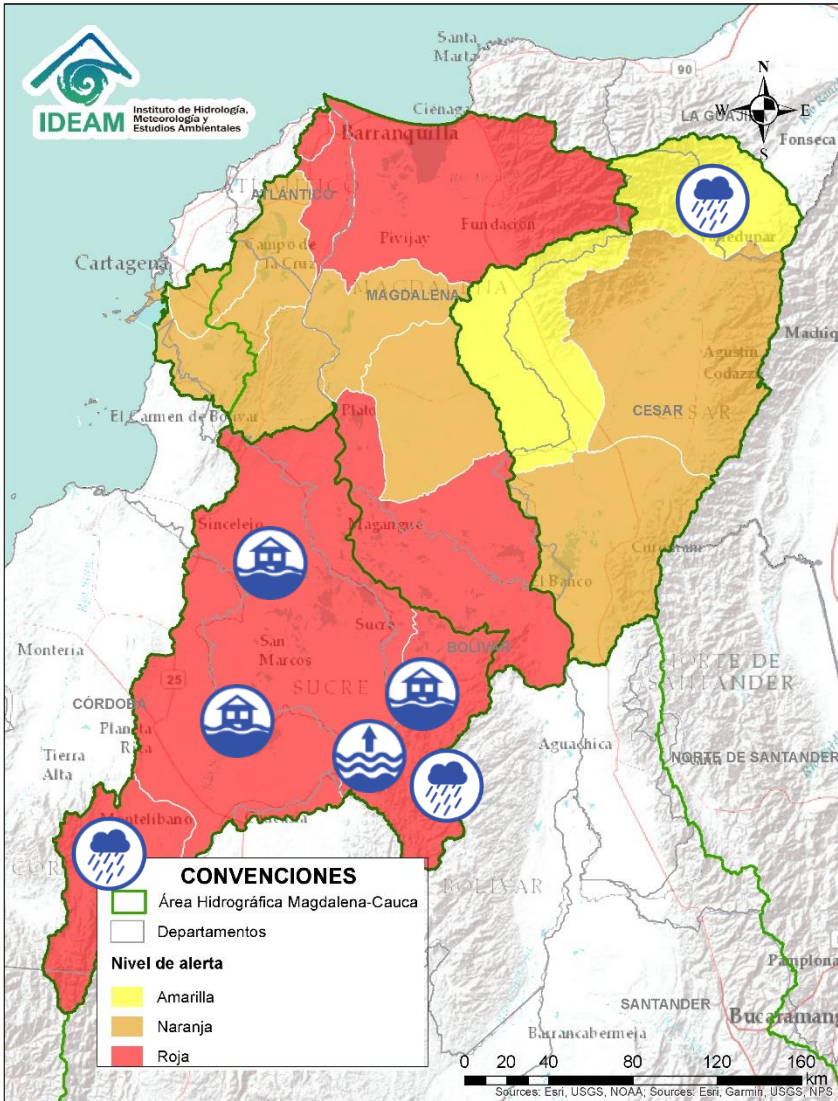 IDEAM
Instituto de Hidrología,
Meteorología y
Estudios Ambientales
Santa
Marta
90
N
W
E
S
LA GUAJI
Fonseca
Ciénaga
Barranquilla
ATLÁNTICO
Campo de
la Cruz
Pivijay
Fundación
Cartagena
MAGDALENA
Agustín
Codazzi
CESAR
Machiq
El Carmen de Bolívar
Plato
Sincelejo
Magangué
El Banco
Sucre
San
Marcos
BOLÍVAR
Montería
25
SUCRE
CÓRDOBA
Planeta
Rica
Tierra
Alta
NORTE DE
SANTANDER
Aguachica
NORTE DE SANTANDER
Montelíbano
BOLÍVAR
CONVENCIONES
Área Hidrográfica Magdalena-Cauca
Departamentos
Nivel de alerta
Amarilla
Naranja
Roja
Pamplona
SANTANDER
Bucaramang
Barrancabermeja
0 20 40 80 120 160
km
Sources: Esri, USGS, NOAA; Sources: Esri, Garmin, USGS, NPS